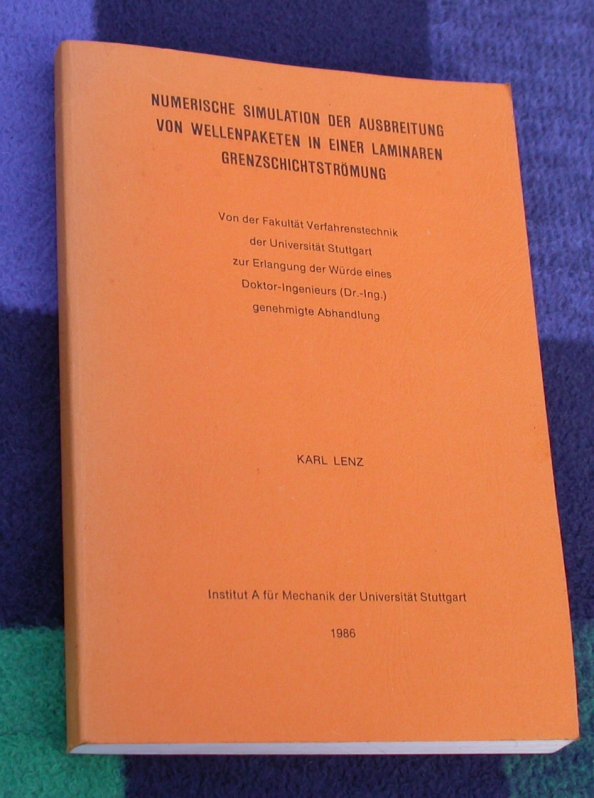 NUMERISCHE SIMULATION DER AUSBREITUNG
VON WELLENPAKETEN IN EINER LAMINAREN
GRENZSCHICHTSTRÖMUNG
Von der Fakultät Verfahrenstechnik
der Universität Stuttgart
zur Erlangung der Würde eines
Doktor-Ingenieurs (Dr.-Ing.)
genehmigte Abhandlung
KARL LENZ
Institut A für Mechanik der Universität Stuttgart
1986